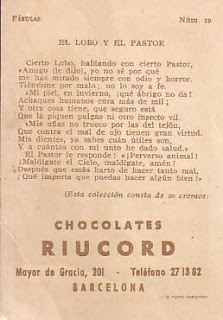 FÁBULAS Núm. 10
EL LOBO Y EL PASTOR
Cierto Lobo, hablando con cierto Pastor,
«Amigo (le dijo), yo no sé por qué
me has mirado siempre con odio y horror.
Tiénesme por malo; no lo soy a fe.
«Mi piel, en invierno, ¡qué abrigo no da!
Achaques humanos cura más de mil;
Y otra cosa tiene, que seguro está
Que la piquen pulgas ni otro insecto vil.
«Mis uñas no trueco por las del tejón,
Que contra el mal de ojo tienen gran virtud.
Mis dientes, ya sabes cuán útiles son,
Y a cuántos con mi unto he dado salud.»
El Pastor le responde: «¡Perverso animal!
¡Maldígate el Cielo, maldígate, amén!
Después que estás harto de hacer tanto mal,
¿Qué importa que puedas hacer algún bien?»
(Esta colección consta de 20 cromos)
CHOCOLATES
RIUCORD
Mayor de Gracia, 201 - Teléfono 27 13 82
BARCELONA